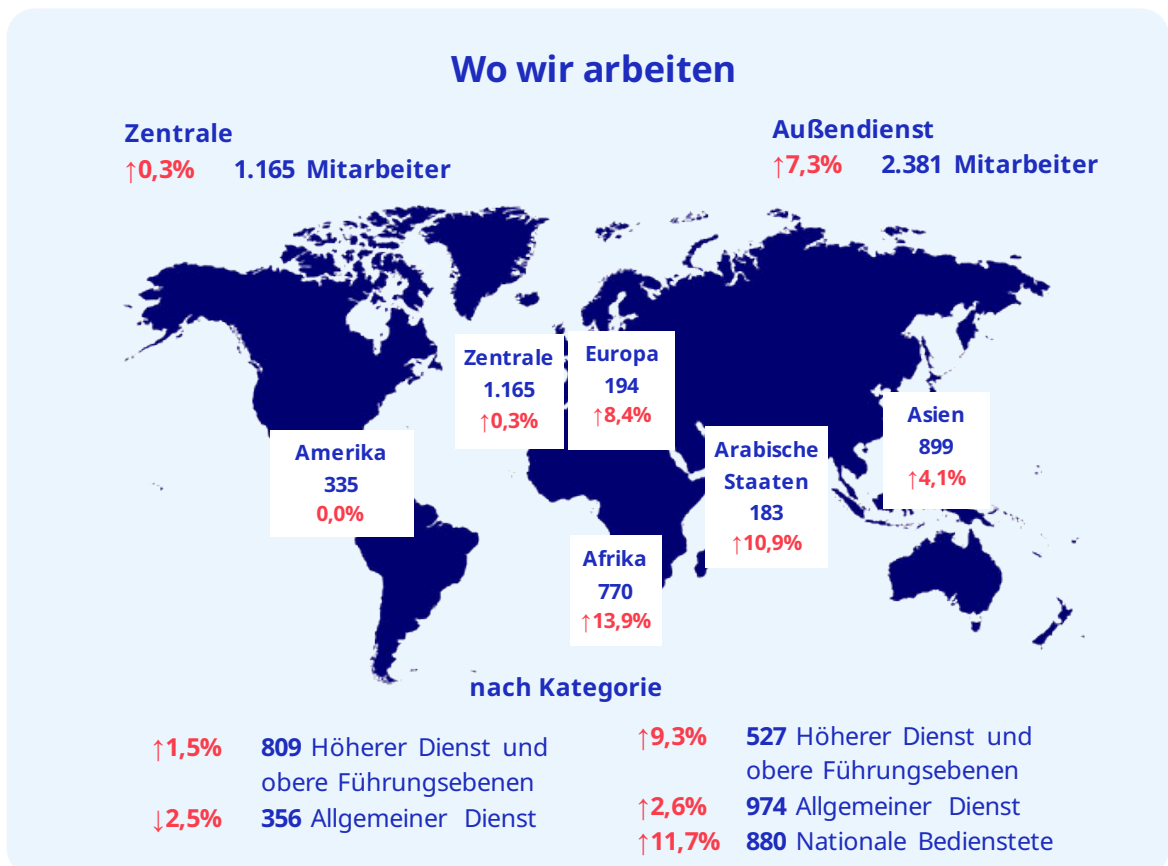 Wo wir arbeiten
Zentrale
↑0,3% 1.165 Mitarbeiter
Außendienst
↑7,3% 2.381 Mitarbeiter
Zentrale
1.165
↑0,3%
Europa
194
↑8,4%
Amerika
335
0,0%
Arabische
Staaten
183
↑10,9%
Asien
899
↑4,1%
Afrika
770
↑13,9%
nach Kategorie
↑1,5% 809 Höherer Dienst und
obere Führungsebenen
↓2,5% 356 Allgemeiner Dienst
↑9,3% 527 Höherer Dienst und
obere Führungsebenen
↑2,6% 974 Allgemeiner Dienst
↑11,7% 880 Nationale Bedienstete